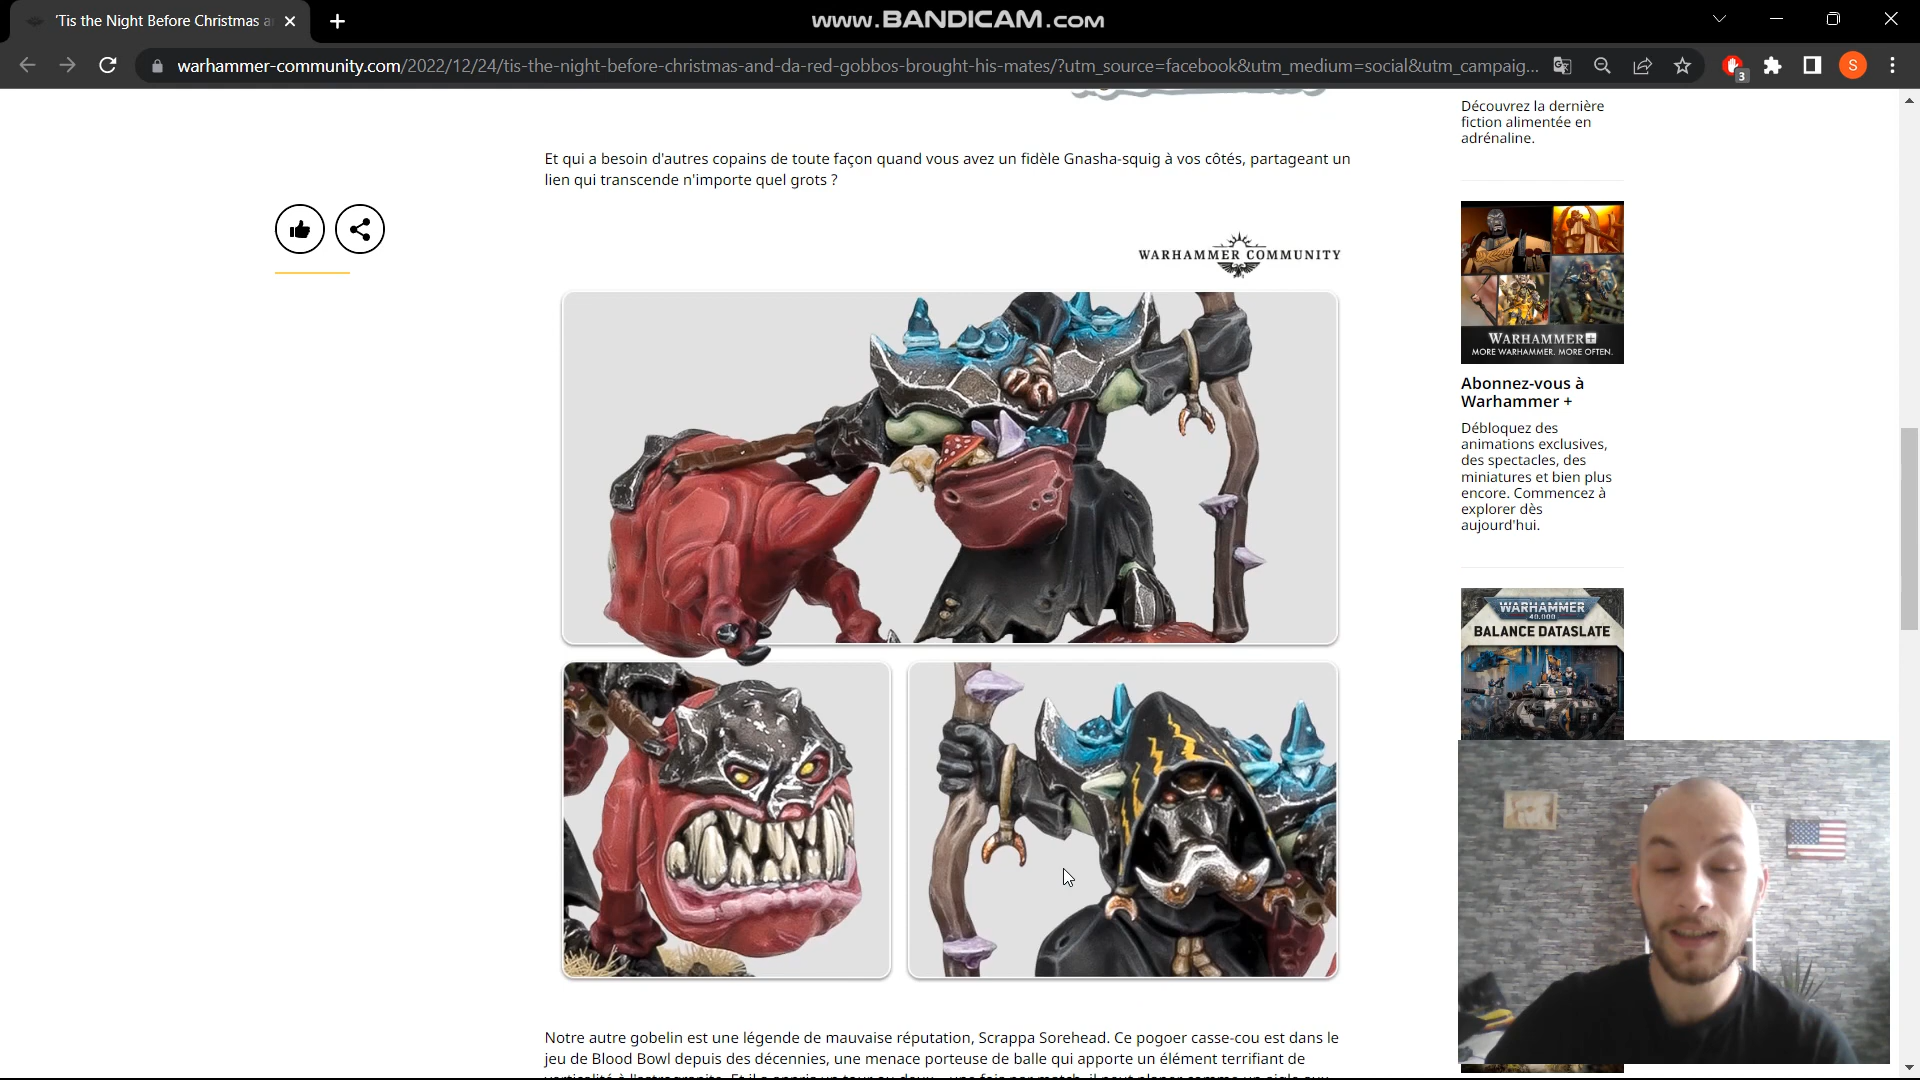 'Tis the Night Before Christmas a
www.BANDICAM.com
warhammer-community.com/2022/12/24/tis-the-night-before-christmas-and-da-red-gobbos-brought-his-mates/?utm_source=facebook&utm_medium=social&utm_campaig...
3
S
Découvrez la dernière
fiction alimentée en
adrénaline.
Et qui a besoin d'autres copains de toute façon quand vous avez un fidèle Gnasha-squig à vos côtés, partageant un
lien qui transcende n'importe quel grots ?
WARHAMMER COMMUNITY
WARHAMMER+
MORE WARHAMMER. MORE OFTEN.
Abonnez-vous à
Warhammer +
Débloquez des
animations exclusives,
des spectacles, des
miniatures et bien plus
encore. Commencez à
explorer dès
aujourd'hui.
WARHAMMER
40,000
BALANCE DATASLATE
Notre autre gobelin est une légende de mauvaise réputation, Scrappa Sorehead. Ce pogoer casse-cou est dans le
jeu de Blood Bowl depuis des décennies, une menace porteuse de balle qui apporte un élément terrifiant de